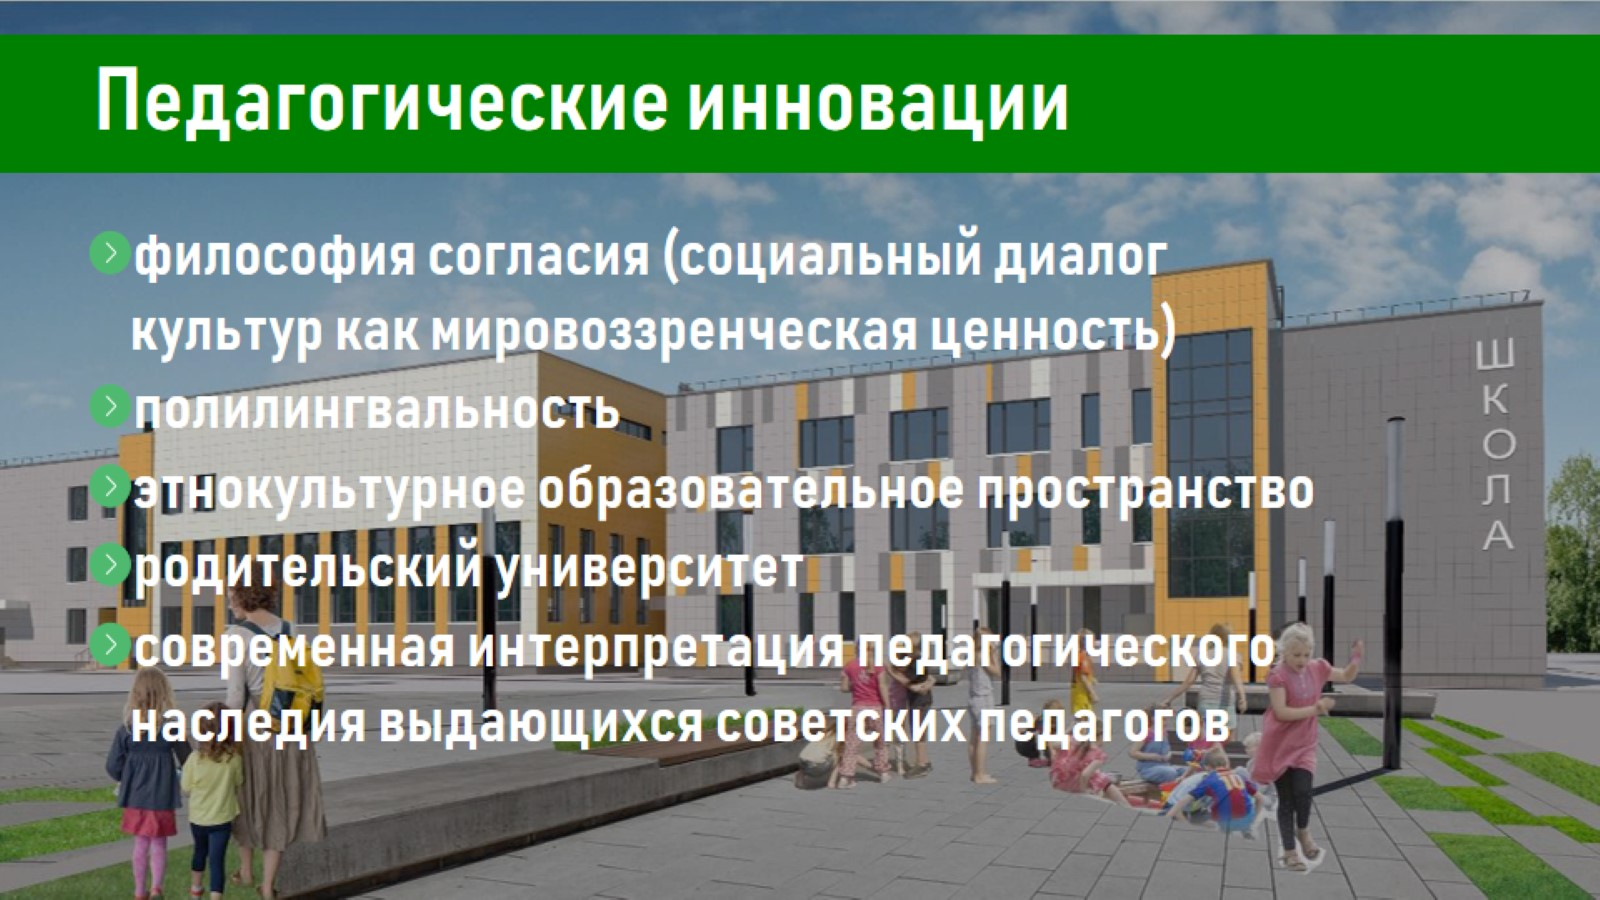 Педагогические инновации
философия согласия (социальный диалог
культур как мировоззренческая ценность)
полилингвальность
этнокультурное образовательное пространство
родительский университет
современная интерпретация педагогического
наследия выдающихся советских педагогов
ШКОЛА